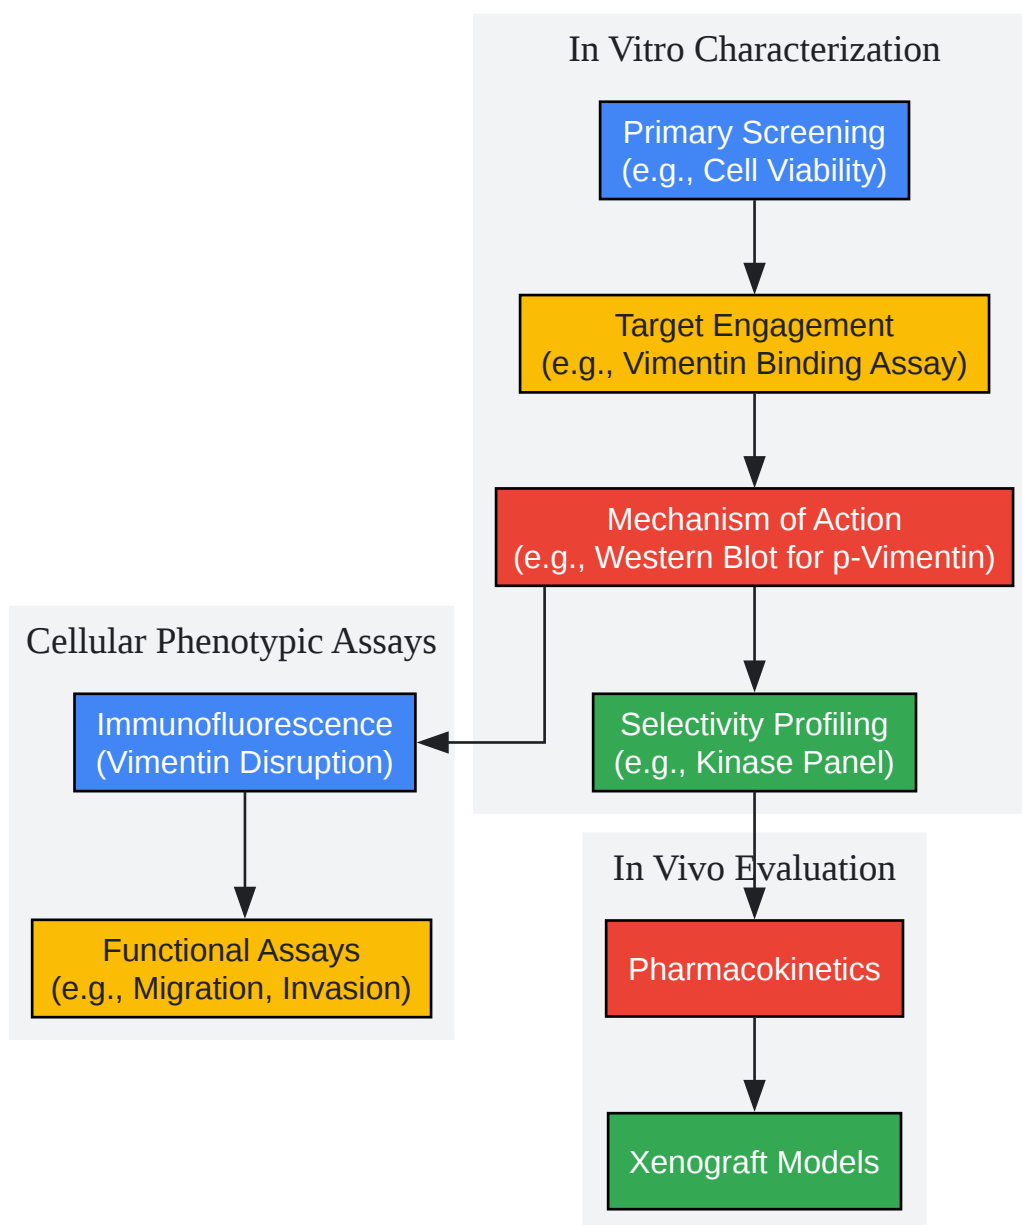 In Vitro Characterization
Primary Screening
(e.g., Cell Viability)
Target Engagement
(e.g., Vimentin Binding Assay)
Mechanism of Action
(e.g., Western Blot for p-Vimentin)
Selectivity Profiling
(e.g., Kinase Panel)
Cellular Phenotypic Assays
Immunofluorescence
(Vimentin Disruption)
Functional Assays
(e.g., Migration, Invasion)
In Vivo Evaluation
Pharmacokinetics
Xenograft Models